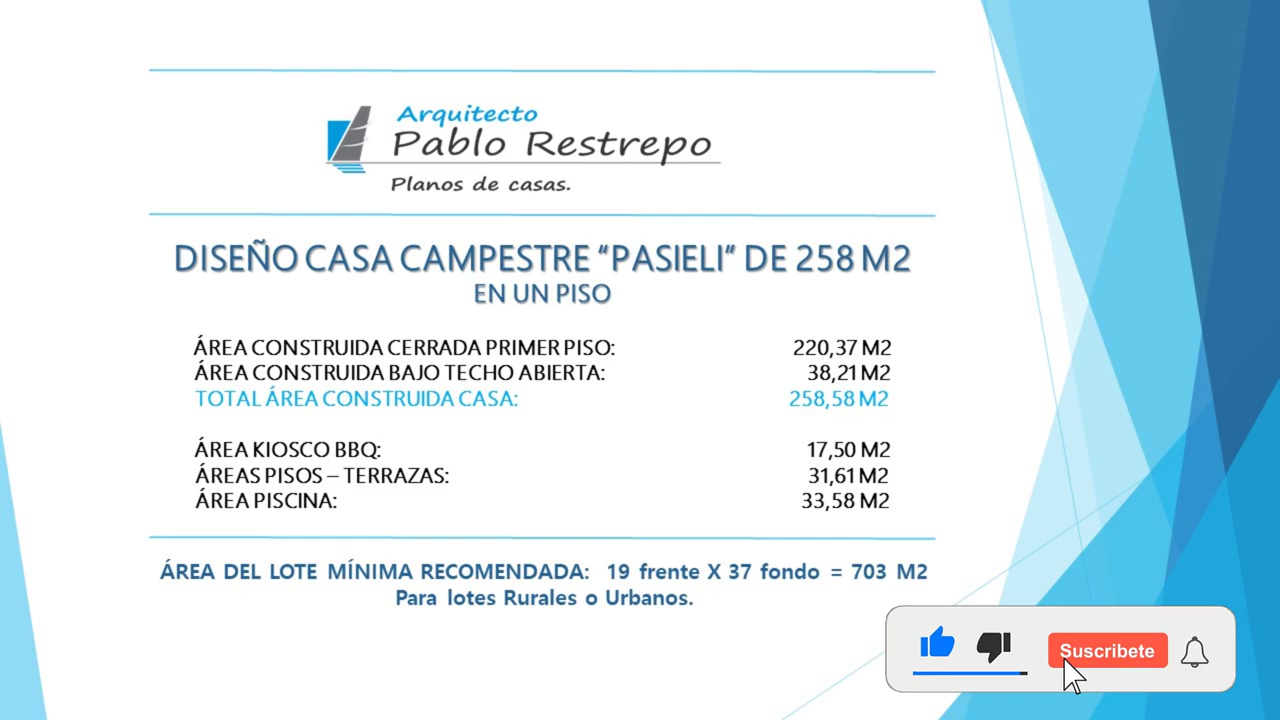 Arquitecto
Pablo Restrepo
Planos de casas.
DISEÑO CASA CAMPESTRE “PASIELI” DE 258 M2
EN UN PISO
ÁREA CONSTRUIDA CERRADA PRIMER PISO: 220,37 M2
ÁREA CONSTRUIDA BAJO TECHO ABIERTA: 38,21 M2
TOTAL ÁREA CONSTRUIDA CASA: 258,58 M2
ÁREA KIOSCO BBQ: 17,50 M2
ÁREAS PISOS – TERRAZAS: 31,61 M2
ÁREA PISCINA: 33,58 M2
ÁREA DEL LOTE MÍNIMA RECOMENDADA: 19 frente X 37 fondo = 703 M2
Para lotes Rurales o Urbanos.
Suscribete